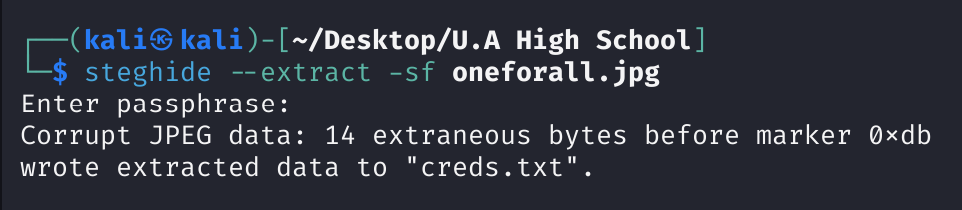 ┌──(kali㉿kali)-[~/Desktop/U.A High School]
└─$ steghide --extract -sf oneforall.jpg
Enter passphrase:
Corrupt JPEG data: 14 extraneous bytes before marker 0xdb
wrote extracted data to "creds.txt".